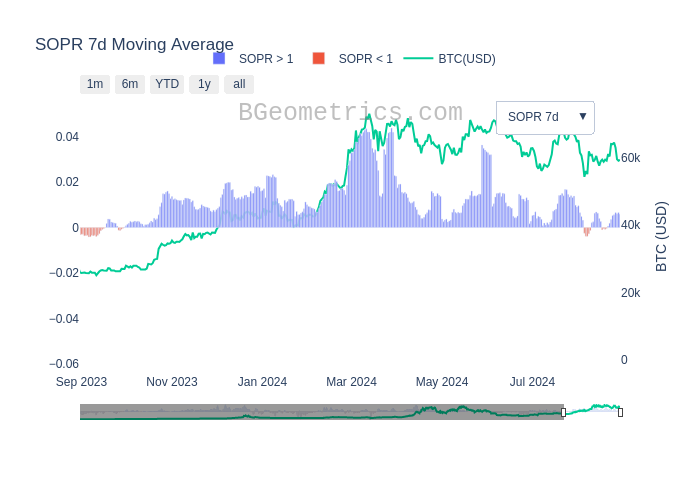 SOPR 7d Moving Average
SOPR > 1
SOPR < 1
BTC(USD)
1m
6m
YTD
1y
all
BGeometrics.com
SOPR 7d
▼
0.04
0.02
0
−0.02
−0.04
−0.06
60k
40k
20k
0
BTC (USD)
Sep 2023
Nov 2023
Jan 2024
Mar 2024
May 2024
Jul 2024